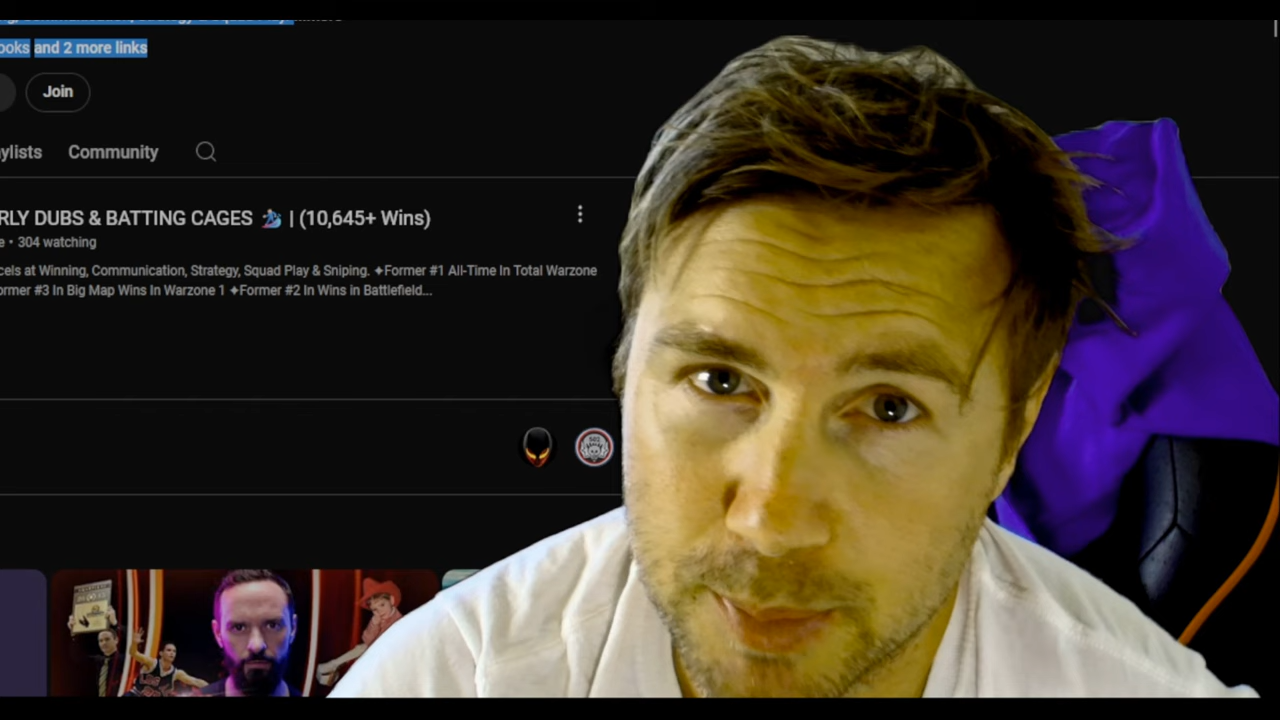 ooks and 2 more links
Join
ylists Community
RLY DUBS & BATTING CAGES | (10,645+ Wins)
e • 304 watching
cels at Winning, Communication, Strategy, Squad Play & Sniping. ✦Former #1 All-Time In Total Warzone
ormer #3 In Big Map Wins In Warzone 1 ✦Former #2 In Wins in Battlefield...